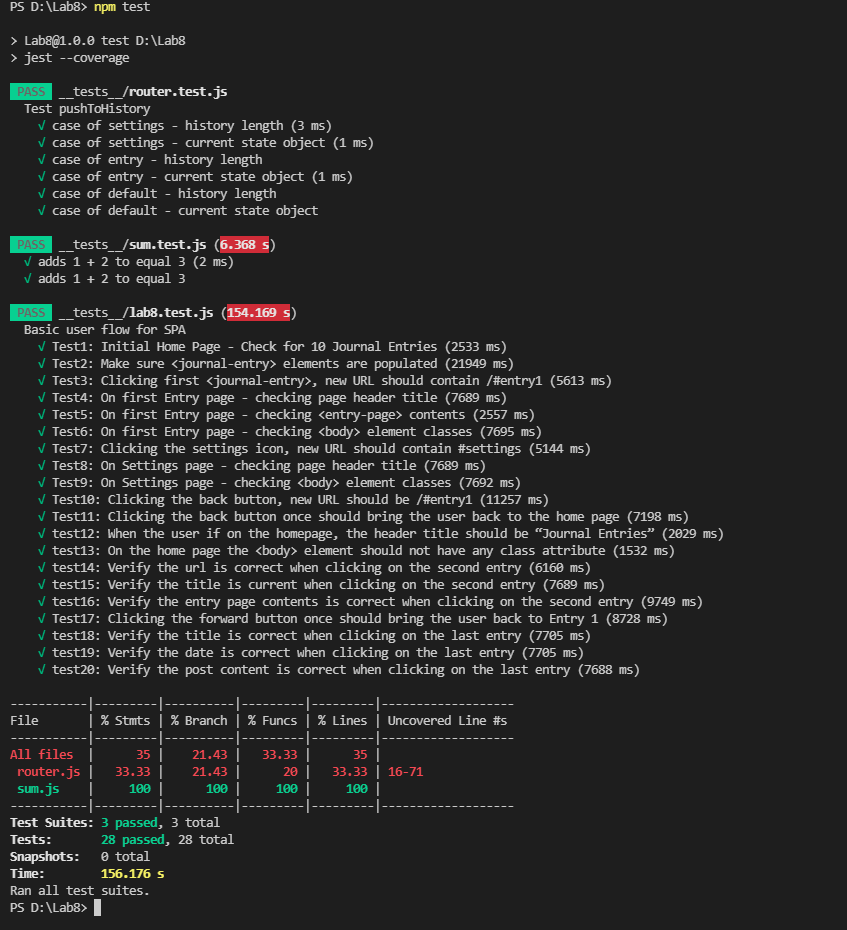 PS D:\Lab8> npm test
> Lab8@1.0.0 test D:\Lab8
> jest --coverage
PASS __tests__/router.test.js
Test pushToHistory
√ case of settings - history length (3 ms)
√ case of settings - current state object (1 ms)
√ case of entry - history length
√ case of entry - current state object (1 ms)
√ case of default - history length
√ case of default - current state object
PASS __tests__/sum.test.js (6.368 s)
√ adds 1 + 2 to equal 3 (2 ms)
√ adds 1 + 2 to equal 3
PASS __tests__/lab8.test.js (154.169 s)
Basic user flow for SPA
√ Test1: Initial Home Page - Check for 10 Journal Entries (2533 ms)
√ Test2: Make sure <journal-entry> elements are populated (21949 ms)
√ Test3: Clicking first <journal-entry>, new URL should contain /#entry1 (5613 ms)
√ Test4: On first Entry page - checking page header title (7689 ms)
√ Test5: On first Entry page - checking <entry-page> contents (2557 ms)
√ Test6: On first Entry page - checking <body> element classes (7695 ms)
√ Test7: Clicking the settings icon, new URL should contain #settings (5144 ms)
√ Test8: On Settings page - checking page header title (7689 ms)
√ Test9: On Settings page - checking <body> element classes (7692 ms)
√ Test10: Clicking the back button, new URL should be /#entry1 (11257 ms)
√ Test11: Clicking the back button once should bring the user back to the home page (7198 ms)
√ test12: When the user if on the homepage, the header title should be “Journal Entries” (2029 ms)
√ test13: On the home page the <body> element should not have any class attribute (1532 ms)
√ test14: Verify the url is correct when clicking on the second entry (6160 ms)
√ test15: Verify the title is current when clicking on the second entry (7689 ms)
√ test16: Verify the entry page contents is correct when clicking on the second entry (9749 ms)
√ Test17: Clicking the forward button once should bring the user back to Entry 1 (8728 ms)
√ test18: Verify the title is correct when clicking on the last entry (7705 ms)
√ test19: Verify the date is correct when clicking on the last entry (7705 ms)
√ test20: Verify the post content is correct when clicking on the last entry (7688 ms)
-----------|---------|----------|---------|---------|-------------------
File       | % Stmts | % Branch | % Funcs | % Lines | Uncovered Line #s
-----------|---------|----------|---------|---------|-------------------
All files  |      35 |    21.43 |   33.33 |      35 |
router.js |   33.33 |    21.43 |      20 |   33.33 | 16-71
sum.js    |     100 |      100 |     100 |     100 |
-----------|---------|----------|---------|---------|-------------------
Test Suites: 3 passed, 3 total
Tests:       28 passed, 28 total
Snapshots:   0 total
Time:        156.176 s
Ran all test suites.
PS D:\Lab8>